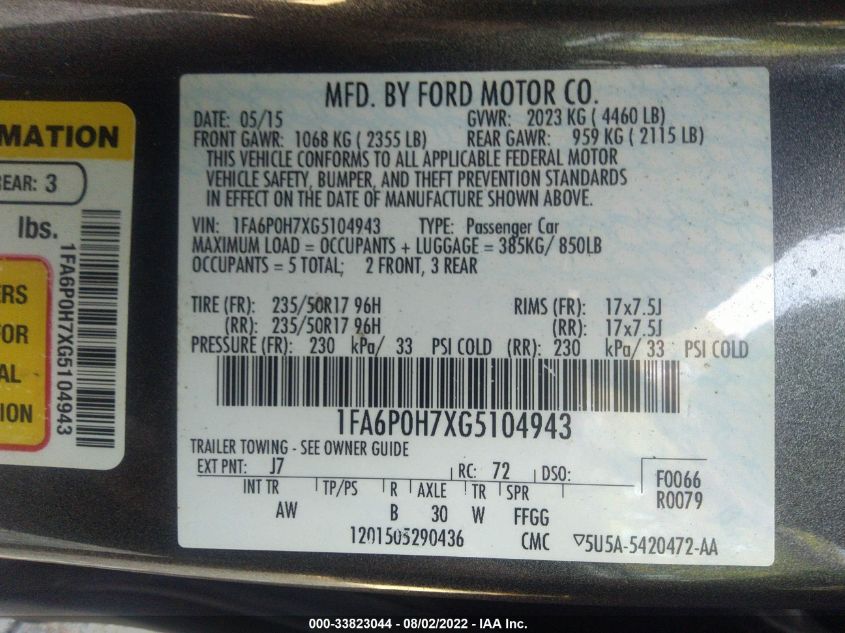 MATION
REAR: 3
lbs.
1FA6P0H7XG5104943
ERS
FOR
AL
ION
MFD. BY FORD MOTOR CO.
DATE: 05/15 GVWR: 2023 KG ( 4460 LB)
FRONT GAWR: 1068 KG ( 2355 LB) REAR GAWR: 959 KG ( 2115 LB)
THIS VEHICLE CONFORMS TO ALL APPLICABLE FEDERAL MOTOR
VEHICLE SAFETY, BUMPER, AND THEFT PREVENTION STANDARDS
IN EFFECT ON THE DATE OF MANUFACTURE SHOWN ABOVE.
VIN: 1FA6P0H7XG5104943 TYPE: Passenger Car
MAXIMUM LOAD = OCCUPANTS + LUGGAGE = 385KG/ 850LB
OCCUPANTS = 5 TOTAL; 2 FRONT, 3 REAR
TIRE (FR): 235/50R17 96H RIMS (FR): 17x7.5J
(RR): 235/50R17 96H (RR): 17x7.5J
PRESSURE (FR): 230 kPa/ 33 PSI COLD (RR): 230 kPa/ 33 PSI COLD
1FA6P0H7XG5104943
TRAILER TOWING - SEE OWNER GUIDE
EXT PNT: J7 RC: 72 DSO: F0066
INT TR TP/PS R AXLE TR SPR R0079
AW B 30 W FFGG
1201505290436 CMC ▽5U5A-5420472-AA
000-33823044 - 08/02/2022 - IAA Inc.